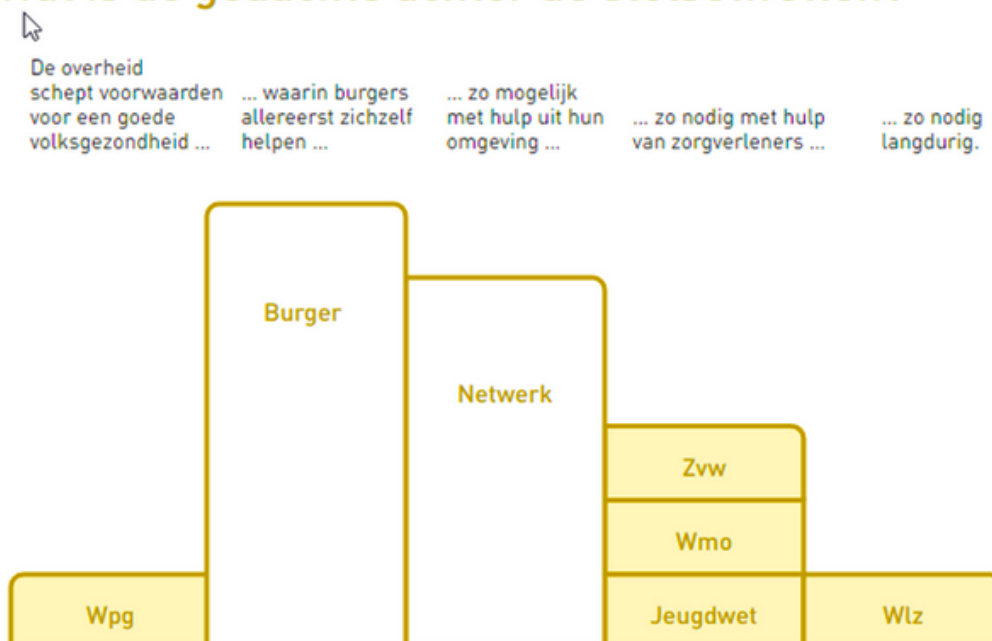 De overheid
schept voorwaarden
voor een goede
volksgezondheid ...
... waarin burgers
allereerst zichzelf
helpen ...
... zo mogelijk
met hulp uit hun
omgeving ...
... zo nodig met hulp
van zorgverleners ...
... zo nodig
langdurig.
Burger
Netwerk
Zvw
Wmo
Wpg
Jeugdwet
Wlz